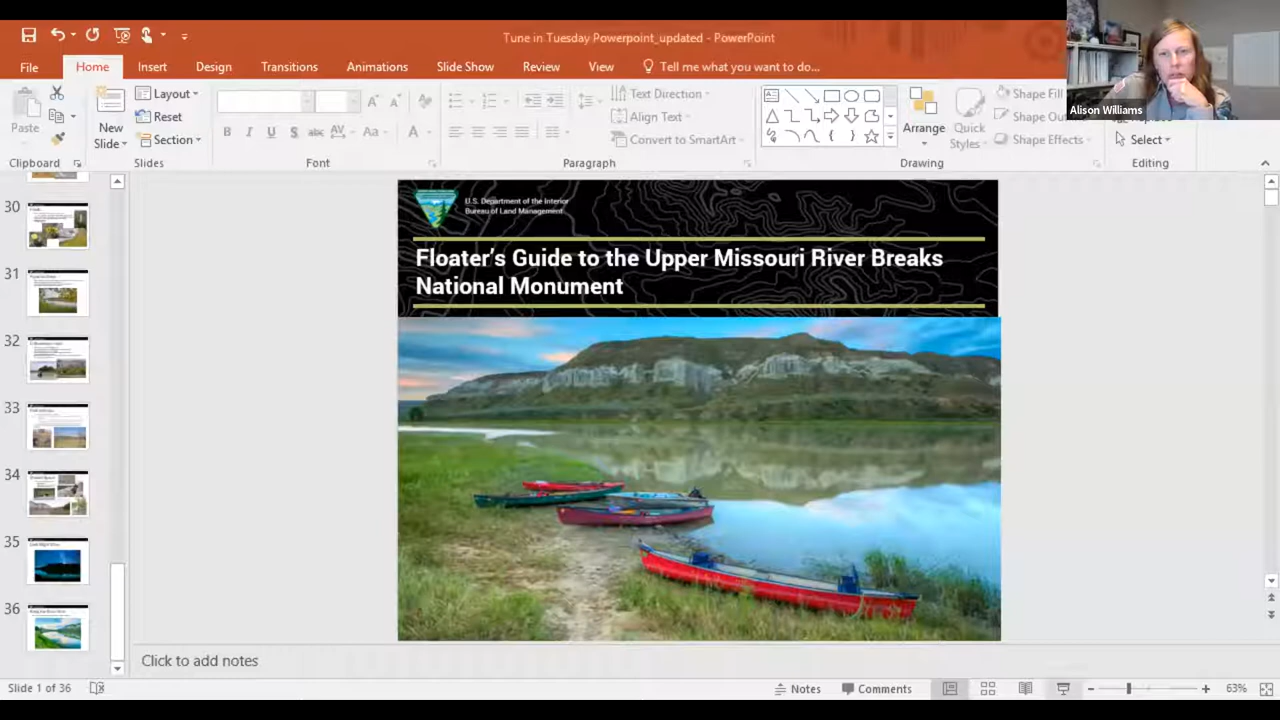 Tune in Tuesday Powerpoint_updated - PowerPoint
Alison Williams
File Home Insert Design Transitions Animations Slide Show Review View Tell me what you want to do...
Paste
New Slide
Layout
Reset
Section
B I U S abc AV Aa A
Text Direction
Align Text
Convert to SmartArt
Arrange
Quick Styles
Shape Fill
Shape Effects
Select
Clipboard Slides Font Paragraph Drawing Editing
30
31
32
33
34
35
36
U.S. Department of the Interior
Bureau of Land Management
Floater's Guide to the Upper Missouri River Breaks
National Monument
Click to add notes
Slide 1 of 36 Notes Comments 63%